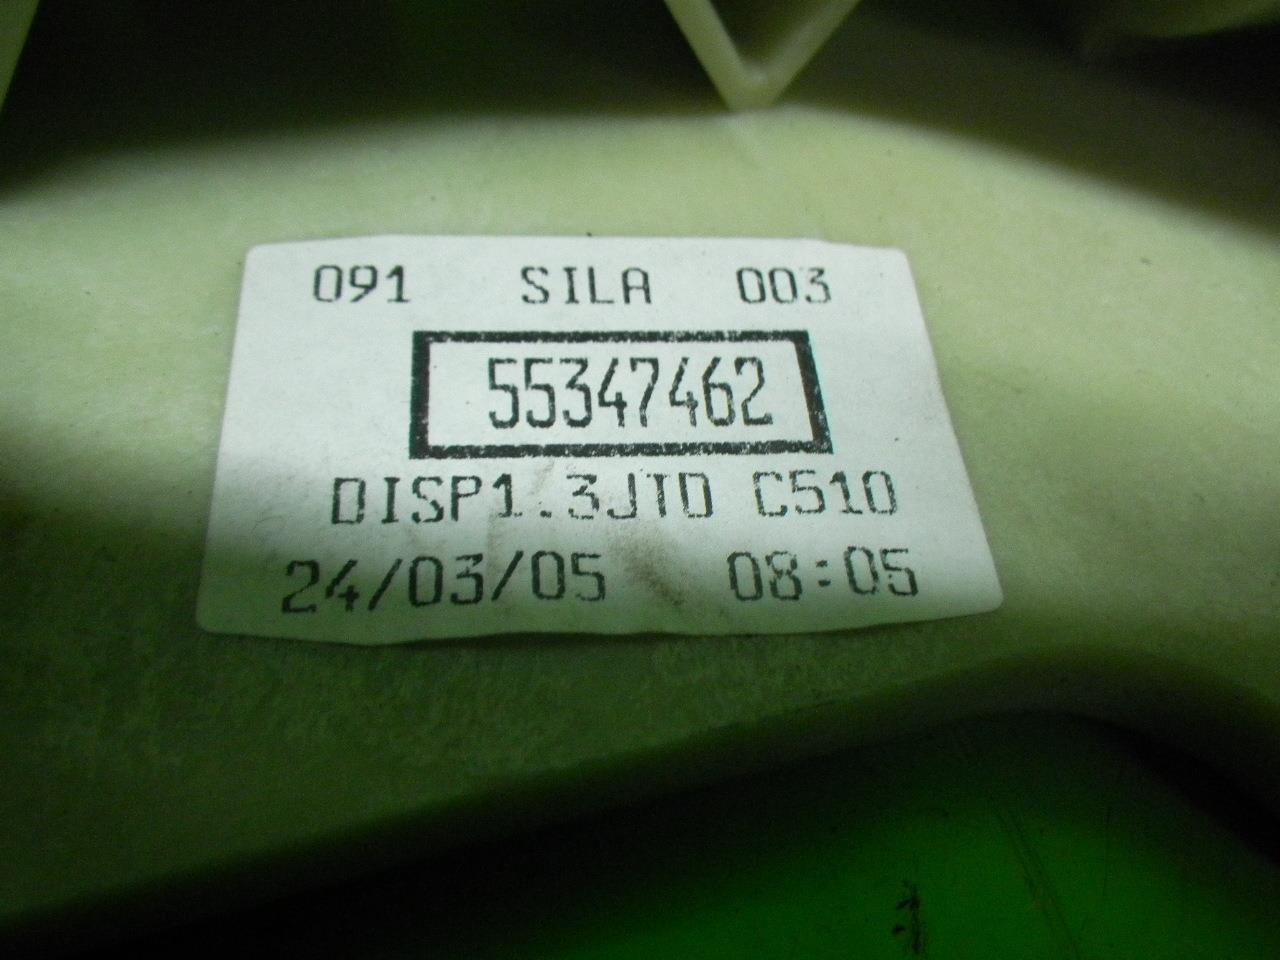 091 SILA 003
55347462
DISP1.3JTD C510
24/03/05 08:05